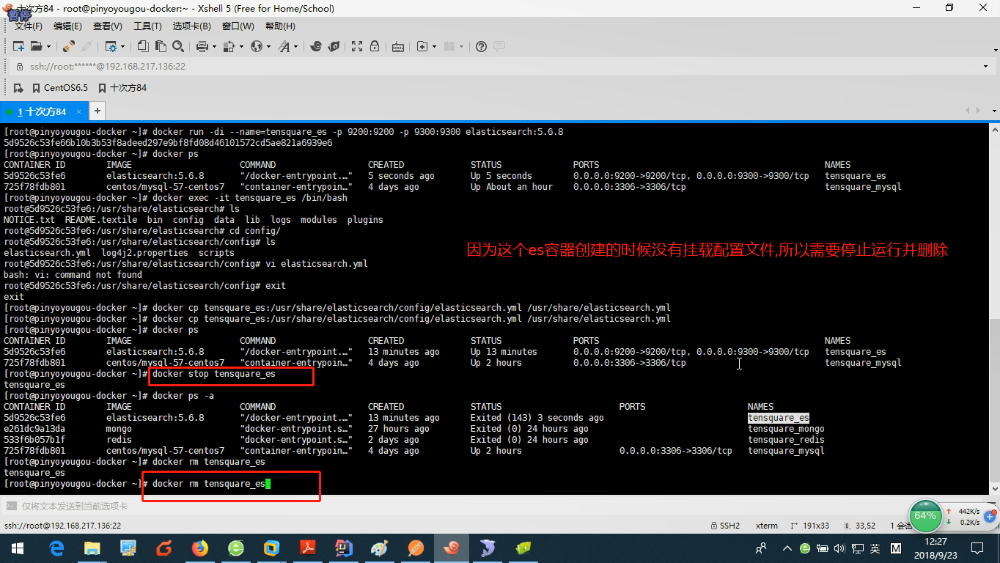 十次方84 - root@pinyoyougou-docker:~ - Xshell 5 (Free for Home/School)
暂停
文件(F) 编辑(E) 查看(V) 工具(T) 选项卡(B) 窗口(W) 帮助(H)
ssh://root:******@192.168.217.136:22
CentOS6.5 十次方84
1 十次方84
[root@pinyoyougou-docker ~]# docker run -di --name=tensquare_es -p 9200:9200 -p 9300:9300 elasticsearch:5.6.8
5d9526c53fe66b10b3b53f8adeed297e9bf8fd08d46101572cd5ae821a6939e6
[root@pinyoyougou-docker ~]# docker ps
CONTAINER ID IMAGE COMMAND CREATED STATUS PORTS NAMES
5d9526c53fe6 elasticsearch:5.6.8 "/docker-entrypoint.…" 5 seconds ago Up 5 seconds 0.0.0.0:9200->9200/tcp, 0.0.0.0:9300->9300/tcp tensquare_es
725f78fdb801 centos/mysql-57-centos7 "container-entrypoin…" 4 days ago Up About an hour 0.0.0.0:3306->3306/tcp tensquare_mysql
[root@pinyoyougou-docker ~]# docker exec -it tensquare_es /bin/bash
root@5d9526c53fe6:/usr/share/elasticsearch# ls
NOTICE.txt README.textile bin config data lib logs modules plugins
root@5d9526c53fe6:/usr/share/elasticsearch# cd config/
root@5d9526c53fe6:/usr/share/elasticsearch/config# ls
elasticsearch.yml log4j2.properties scripts
因为这个es容器创建的时候没有挂载配置文件,所以需要停止运行并删除
root@5d9526c53fe6:/usr/share/elasticsearch/config# vi elasticsearch.yml
bash: vi: command not found
root@5d9526c53fe6:/usr/share/elasticsearch/config# exit
exit
[root@pinyoyougou-docker ~]# docker cp tensquare_es:/usr/share/elasticsearch/config/elasticsearch.yml /usr/share/elasticsearch.yml
[root@pinyoyougou-docker ~]# docker cp tensquare_es:/usr/share/elasticsearch/config/elasticsearch.yml /usr/share/elasticsearch.yml
[root@pinyoyougou-docker ~]# docker ps
CONTAINER ID IMAGE COMMAND CREATED STATUS PORTS NAMES
5d9526c53fe6 elasticsearch:5.6.8 "/docker-entrypoint.…" 13 minutes ago Up 13 minutes 0.0.0.0:9200->9200/tcp, 0.0.0.0:9300->9300/tcp tensquare_es
725f78fdb801 centos/mysql-57-centos7 "container-entrypoin…" 4 days ago Up 2 hours 0.0.0.0:3306->3306/tcp tensquare_mysql
[root@pinyoyougou-docker ~]# docker stop tensquare_es
tensquare_es
[root@pinyoyougou-docker ~]# docker ps -a
CONTAINER ID IMAGE COMMAND CREATED STATUS PORTS NAMES
5d9526c53fe6 elasticsearch:5.6.8 "/docker-entrypoint.…" 13 minutes ago Exited (143) 3 seconds ago tensquare_es
e261dc9a13da mongo "docker-entrypoint.s…" 27 hours ago Exited (0) 24 hours ago tensquare_mongo
533f6b057b1f redis "docker-entrypoint.s…" 2 days ago Exited (0) 24 hours ago tensquare_redis
725f78fdb801 centos/mysql-57-centos7 "container-entrypoin…" 4 days ago Up 2 hours 0.0.0.0:3306->3306/tcp tensquare_mysql
[root@pinyoyougou-docker ~]# docker rm tensquare_es
tensquare_es
[root@pinyoyougou-docker ~]# docker rm tensquare_es
仅将文本发送到当前选项卡
64% 442K/s
0.2K/s
ssh://root@192.168.217.136:22 SSH2 xterm 191x33 33,52 1 会
英 M 12:27
2018/9/23